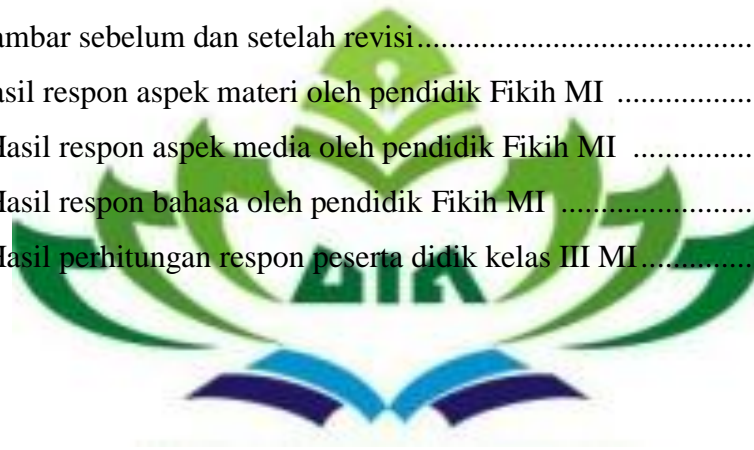 ambar sebelum dan setelah revisi........................................
asil respon aspek materi oleh pendidik Fikih MI .................
Hasil respon aspek media oleh pendidik Fikih MI ...............
Hasil respon bahasa oleh pendidik Fikih MI ........................
Hasil perhitungan respon peserta didik kelas III MI..............